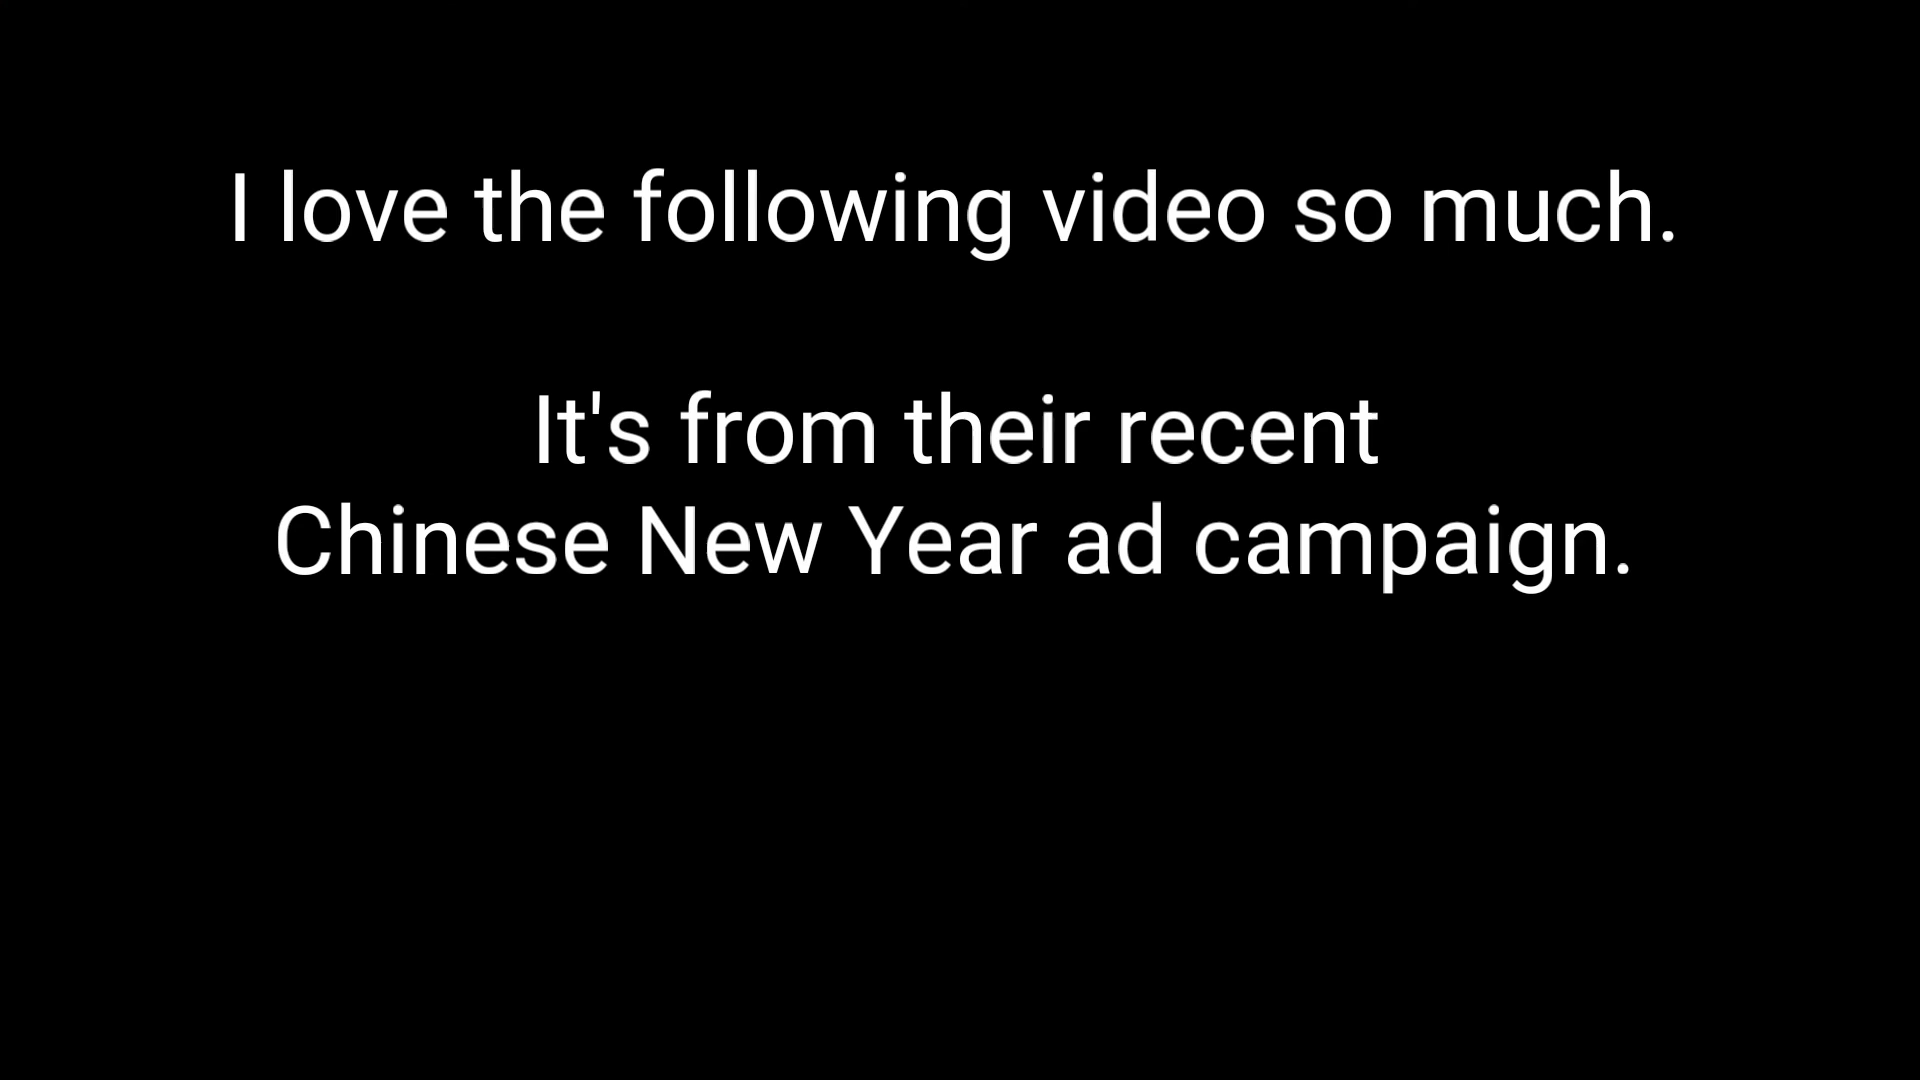 I love the following video so much.
It's from their recent
Chinese New Year ad campaign.